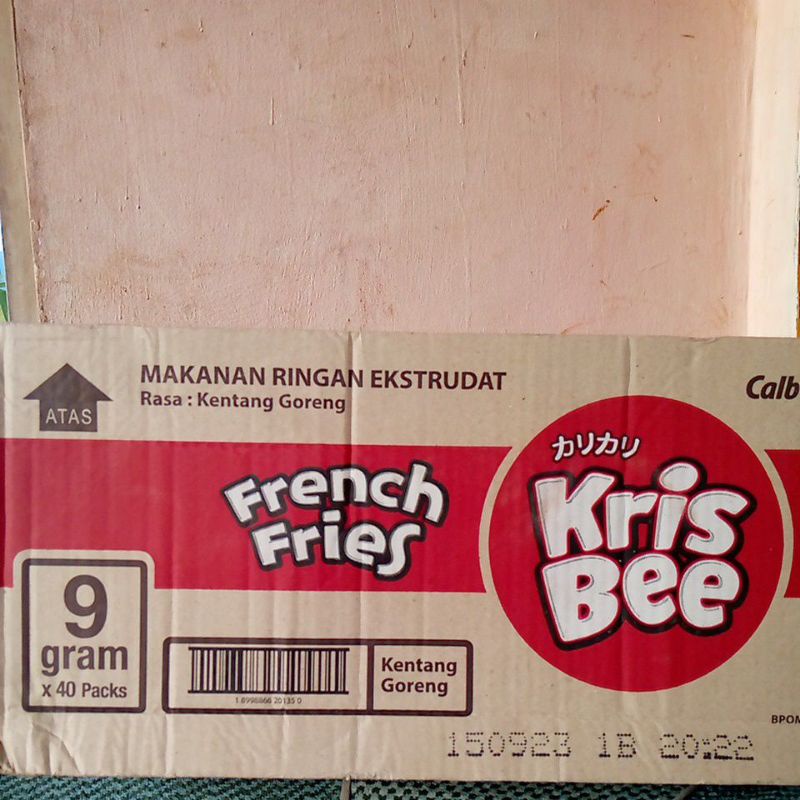 MAKANAN RINGAN EKSTRUDAT
Rasa : Kentang Goreng
ATAS
Calb
カリカリ
Kris
Bee
French
Fries
9
gram
x 40 Packs
Kentang
Goreng
BPOM
150923 1B 20:22